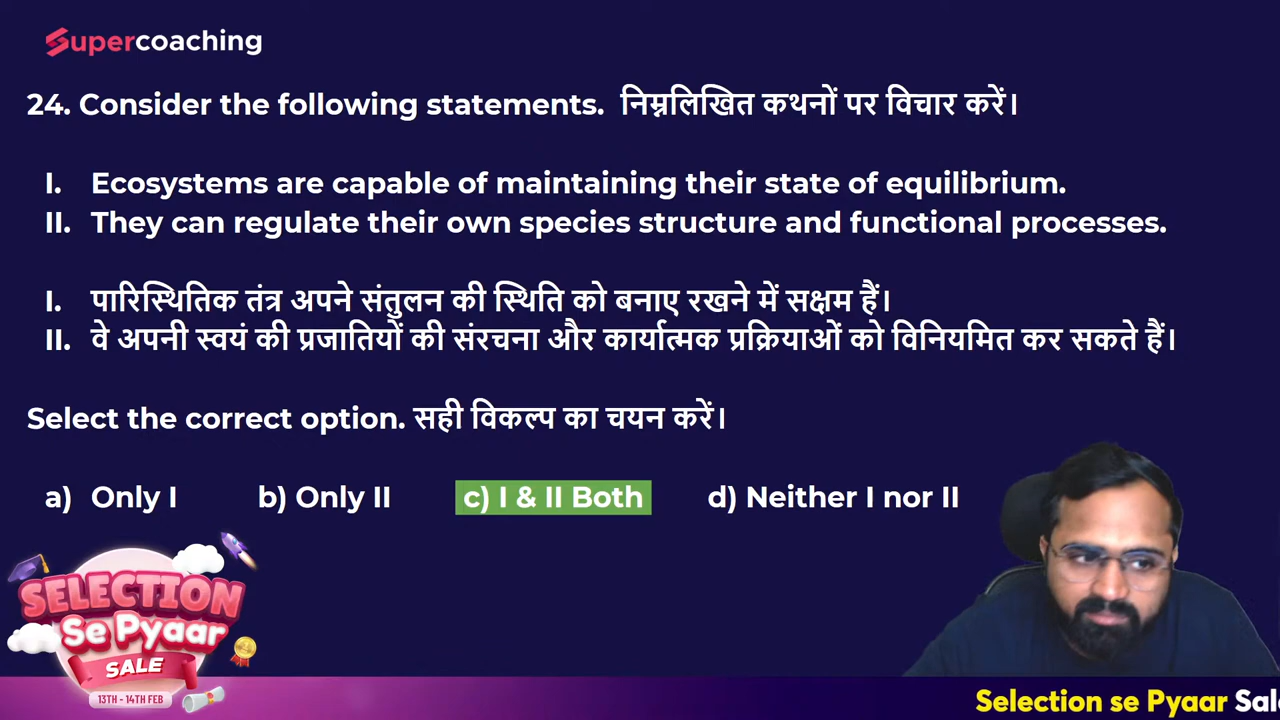 Supercoaching
24. Consider the following statements. निम्नलिखित कथनों पर विचार करें।
I. Ecosystems are capable of maintaining their state of equilibrium.
II. They can regulate their own species structure and functional processes.
I. पारिस्थितिक तंत्र अपने संतुलन की स्थिति को बनाए रखने में सक्षम हैं।
II. वे अपनी स्वयं की प्रजातियों की संरचना और कार्यात्मक प्रक्रियाओं को विनियमित कर सकते हैं।
Select the correct option. सही विकल्प का चयन करें।
a) Only I b) Only II c) I & II Both d) Neither I nor II
SELECTION
Se Pyaar
SALE
13TH - 14TH FEB
Selection se Pyaar Sale